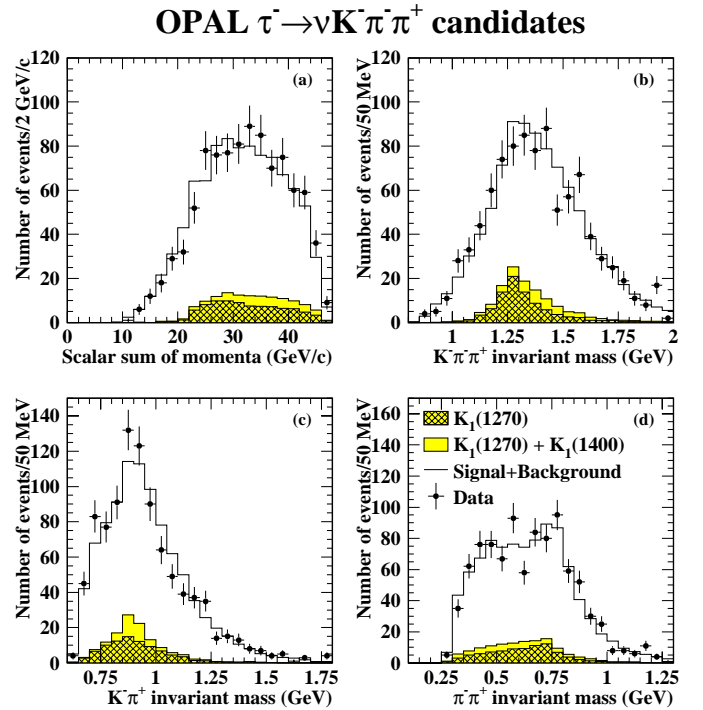 OPAL τ⁻→νK⁻π⁻π⁺ candidates
Number of events/2 GeV/c
120
100
80
60
40
20
0
(a)
0 10 20 30 40
Scalar sum of momenta (GeV/c)
Number of events/50 MeV
120
100
80
60
40
20
0
(b)
1 1.25 1.5 1.75 2
K⁻π⁻π⁺ invariant mass (GeV)
Number of events/50 MeV
140
120
100
80
60
40
20
0
(c)
0.75 1 1.25 1.5 1.75
K⁻π⁺ invariant mass (GeV)
Number of events/50 MeV
160
140
120
100
80
60
40
20
0
(d)
K₁(1270)
K₁(1270) + K₁(1400)
Signal+Background
Data
0.25 0.5 0.75 1 1.25
π⁻π⁺ invariant mass (GeV)